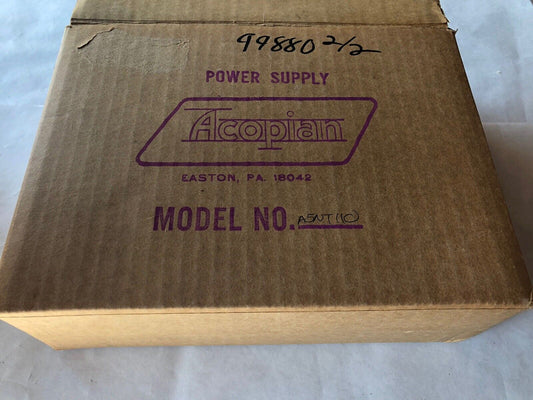 99880 2/2
POWER SUPPLY
Acopian
EASTON, PA. 18042
MODEL NO. A5NT110